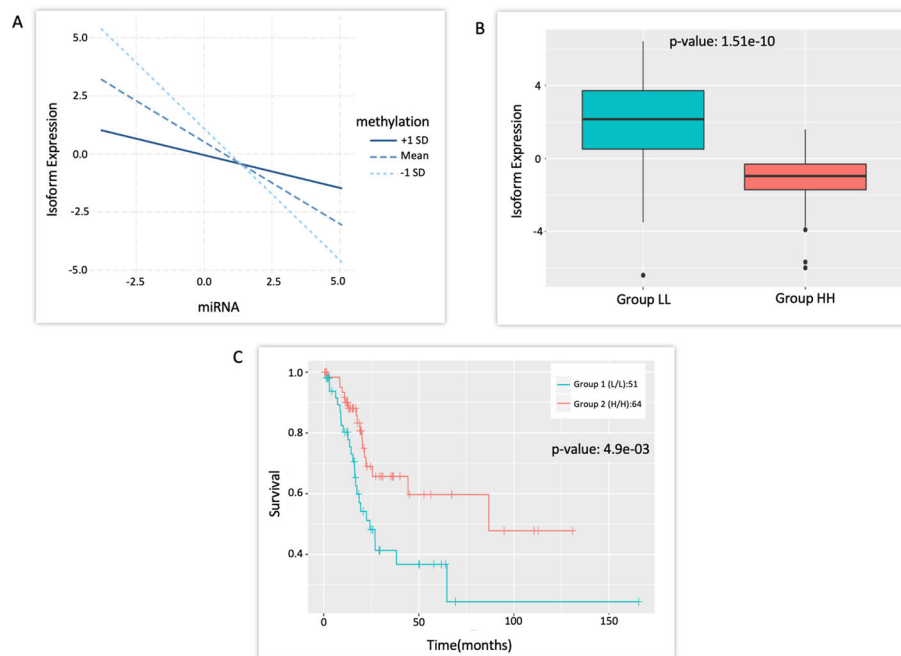 A
5.0
2.5
0.0
-2.5
-5.0
Isoform Expression
-2.5 0.0 2.5 5.0
miRNA
methylation
+1 SD
Mean
-1 SD
B
p-value: 1.51e-10
4
0
-4
Isoform Expression
Group LL Group HH
C
1.0
0.8
0.6
0.4
Survival
Group 1 (L/L):51
Group 2 (H/H):64
p-value: 4.9e-03
0 50 100 150
Time(months)